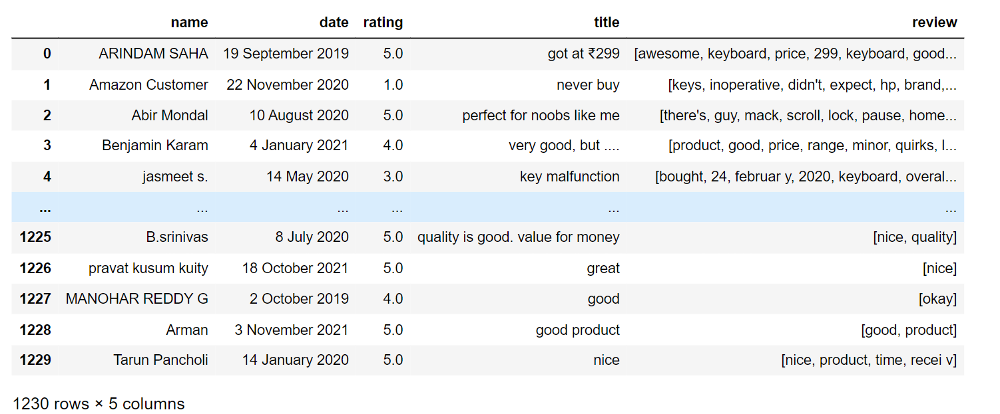 name date rating title review
0 ARINDAM SAHA 19 September 2019 5.0 got at ₹299 [awesome, keyboard, price, 299, keyboard, good...
1 Amazon Customer 22 November 2020 1.0 never buy [keys, inoperative, didn't, expect, hp, brand,...
2 Abir Mondal 10 August 2020 5.0 perfect for noobs like me [there's, guy, mack, scroll, lock, pause, home...
3 Benjamin Karam 4 January 2021 4.0 very good, but .... [product, good, price, range, minor, quirks, l...
4 jasmeet s. 14 May 2020 3.0 key malfunction [bought, 24, februar y, 2020, keyboard, overal...
... ... ... ... ... ...
1225 B.srinivas 8 July 2020 5.0 quality is good. value for money [nice, quality]
1226 pravat kusum kuity 18 October 2021 5.0 great [nice]
1227 MANOHAR REDDY G 2 October 2019 4.0 good [okay]
1228 Arman 3 November 2021 5.0 good product [good, product]
1229 Tarun Pancholi 14 January 2020 5.0 nice [nice, product, time, recei v]
1230 rows × 5 columns